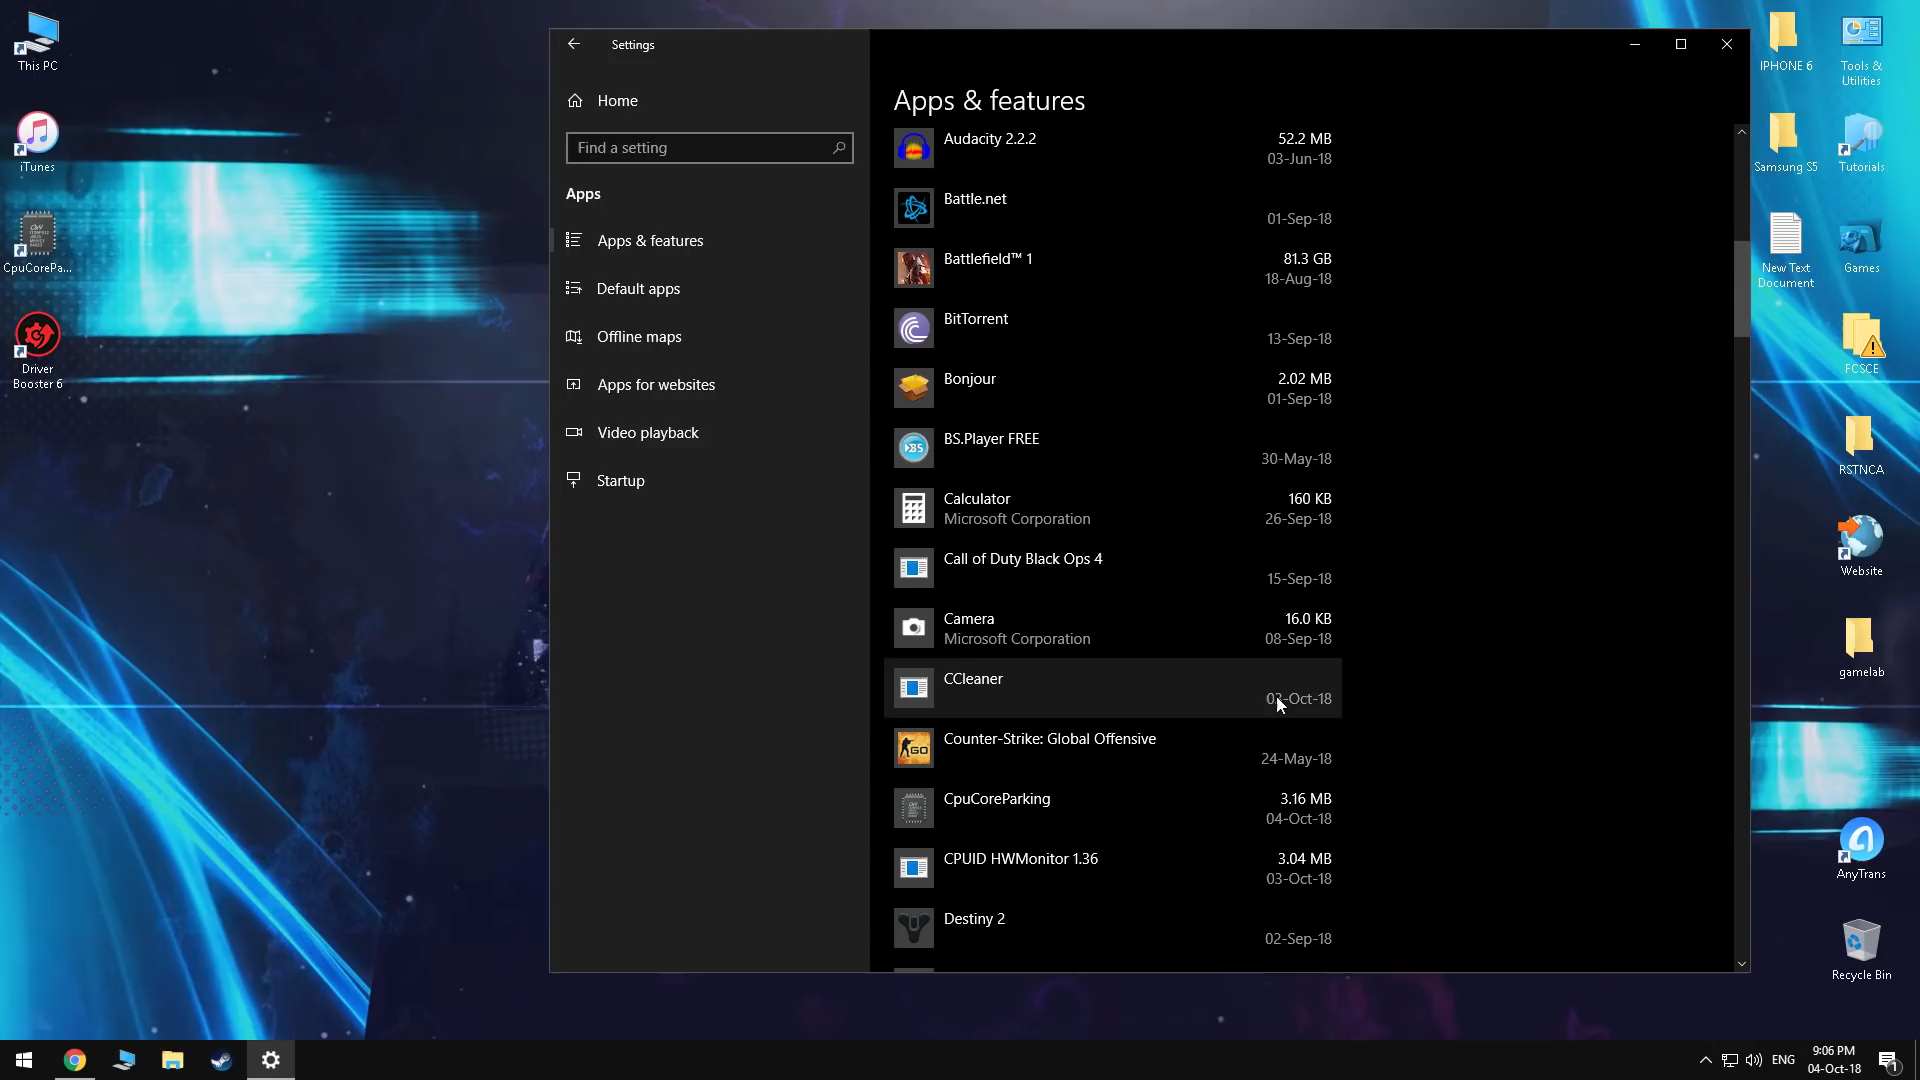 This PC
iTunes
CpuCorePa...
Driver
Booster 6
Settings
Home
Find a setting
Apps
Apps & features
Default apps
Offline maps
Apps for websites
Video playback
Startup
Apps & features
Audacity 2.2.2
52.2 MB
03-Jun-18
Battle.net
01-Sep-18
Battlefield™ 1
81.3 GB
18-Aug-18
BitTorrent
13-Sep-18
Bonjour
2.02 MB
01-Sep-18
BS.Player FREE
30-May-18
Calculator
160 KB
Microsoft Corporation
26-Sep-18
Call of Duty Black Ops 4
15-Sep-18
Camera
16.0 KB
Microsoft Corporation
08-Sep-18
CCleaner
Counter-Strike: Global Offensive
24-May-18
GO
CpuCoreParking
3.16 MB
04-Oct-18
CPUID HWMonitor 1.36
3.04 MB
03-Oct-18
Destiny 2
02-Sep-18
IPHONE 6
Tools &
Utilities
Samsung S5
Tutorials
New Text
Document
Games
FCSCE
RSTNCA
Website
gamelab
AnyTrans
Recycle Bin
ENG
9:06 PM
04-Oct-18
1